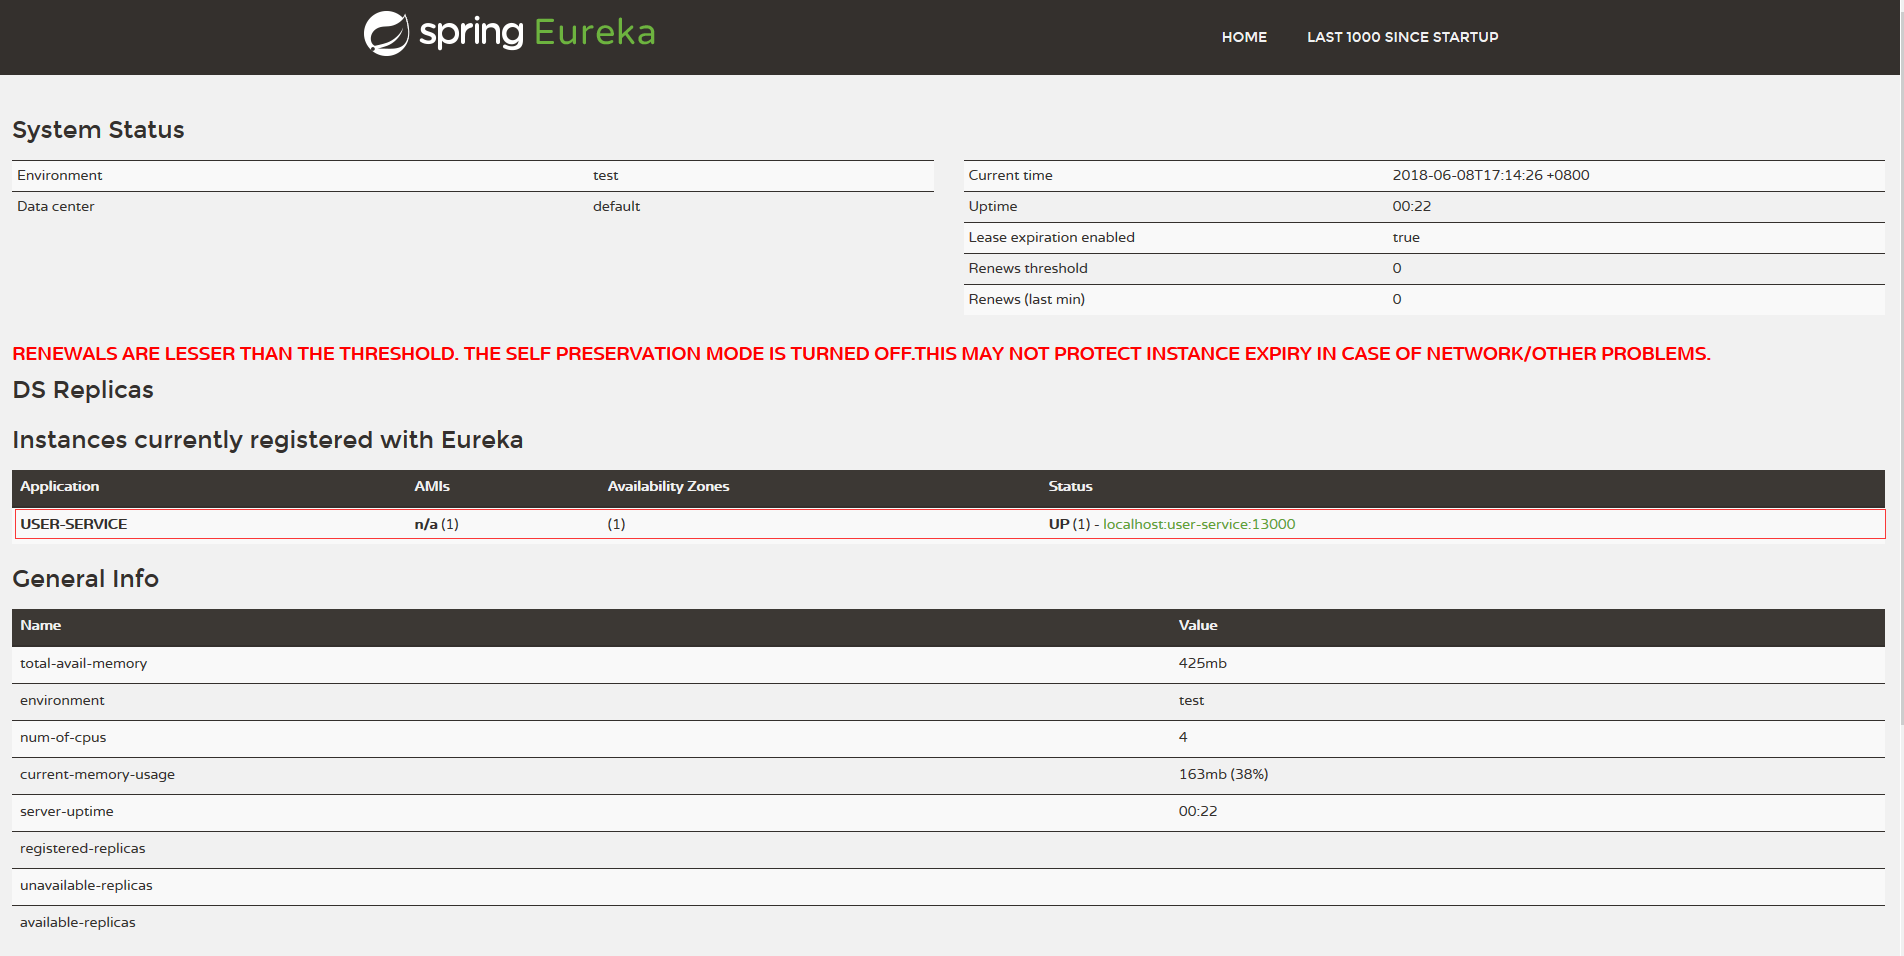 spring Eureka
HOME LAST 1000 SINCE STARTUP
System Status
Environment test
Data center default
Current time 2018-06-08T17:14:26 +0800
Uptime 00:22
Lease expiration enabled true
Renews threshold 0
Renews (last min) 0
RENEWALS ARE LESSER THAN THE THRESHOLD. THE SELF PRESERVATION MODE IS TURNED OFF.THIS MAY NOT PROTECT INSTANCE EXPIRY IN CASE OF NETWORK/OTHER PROBLEMS.
DS Replicas
Instances currently registered with Eureka
Application AMIs Availability Zones Status
USER-SERVICE n/a (1) (1) UP (1) - localhost:user-service:13000
General Info
Name Value
total-avail-memory 425mb
environment test
num-of-cpus 4
current-memory-usage 163mb (38%)
server-uptime 00:22
registered-replicas
unavailable-replicas
available-replicas